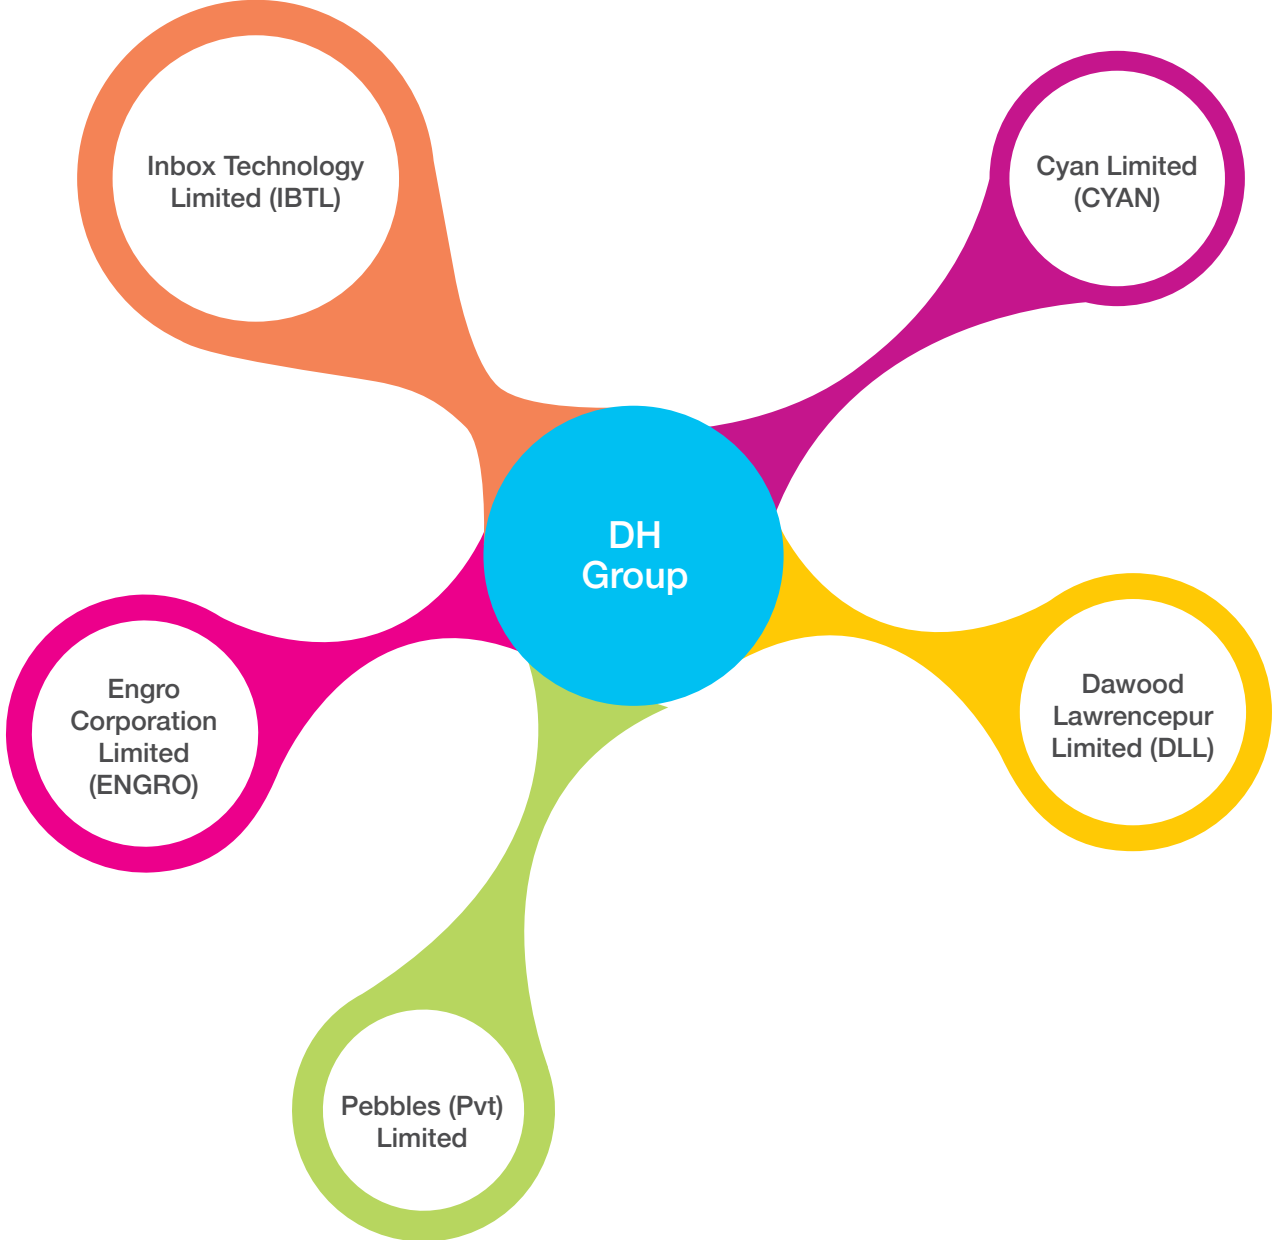 Inbox Technology
Limited (IBTL)
Cyan Limited
(CYAN)
DH
Group
Engro
Corporation
Limited
(ENGRO)
Dawood
Lawrencepur
Limited (DLL)
Pebbles (Pvt)
Limited